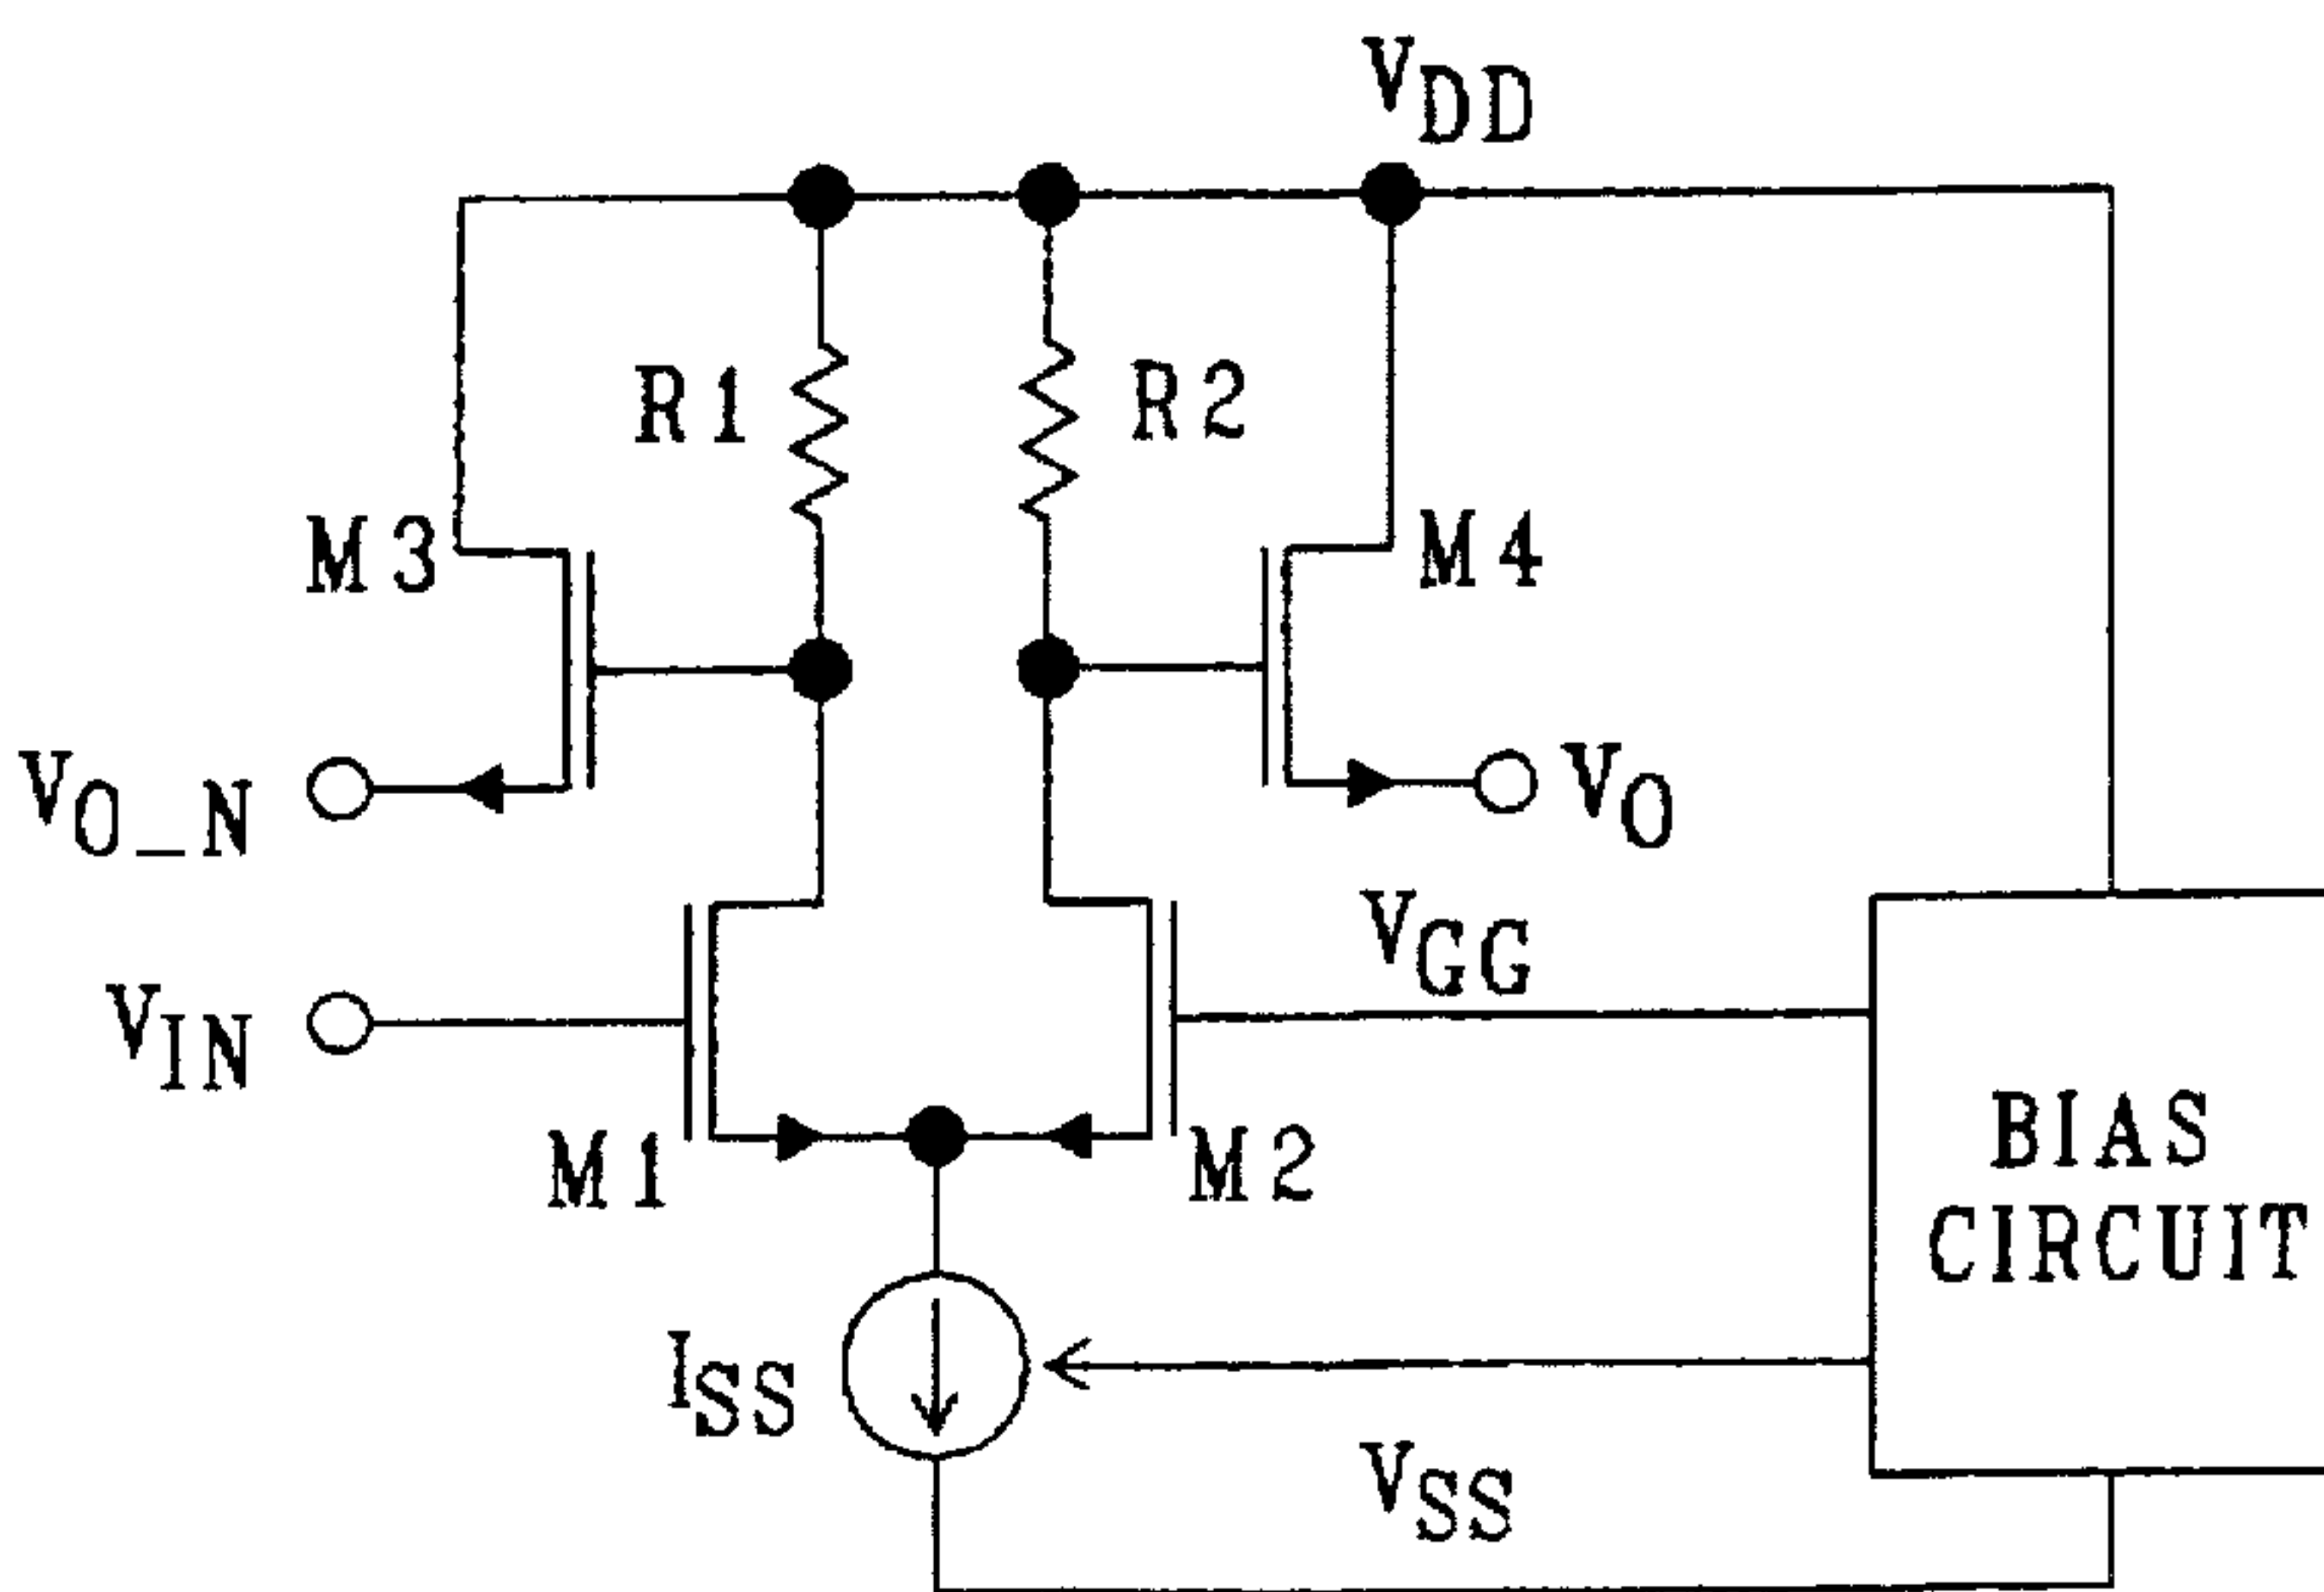 VDD
R1
R2
M3
M4
VO_N
VO
VGG
VIN
BIAS
CIRCUIT
M1
M2
ISS
VSS